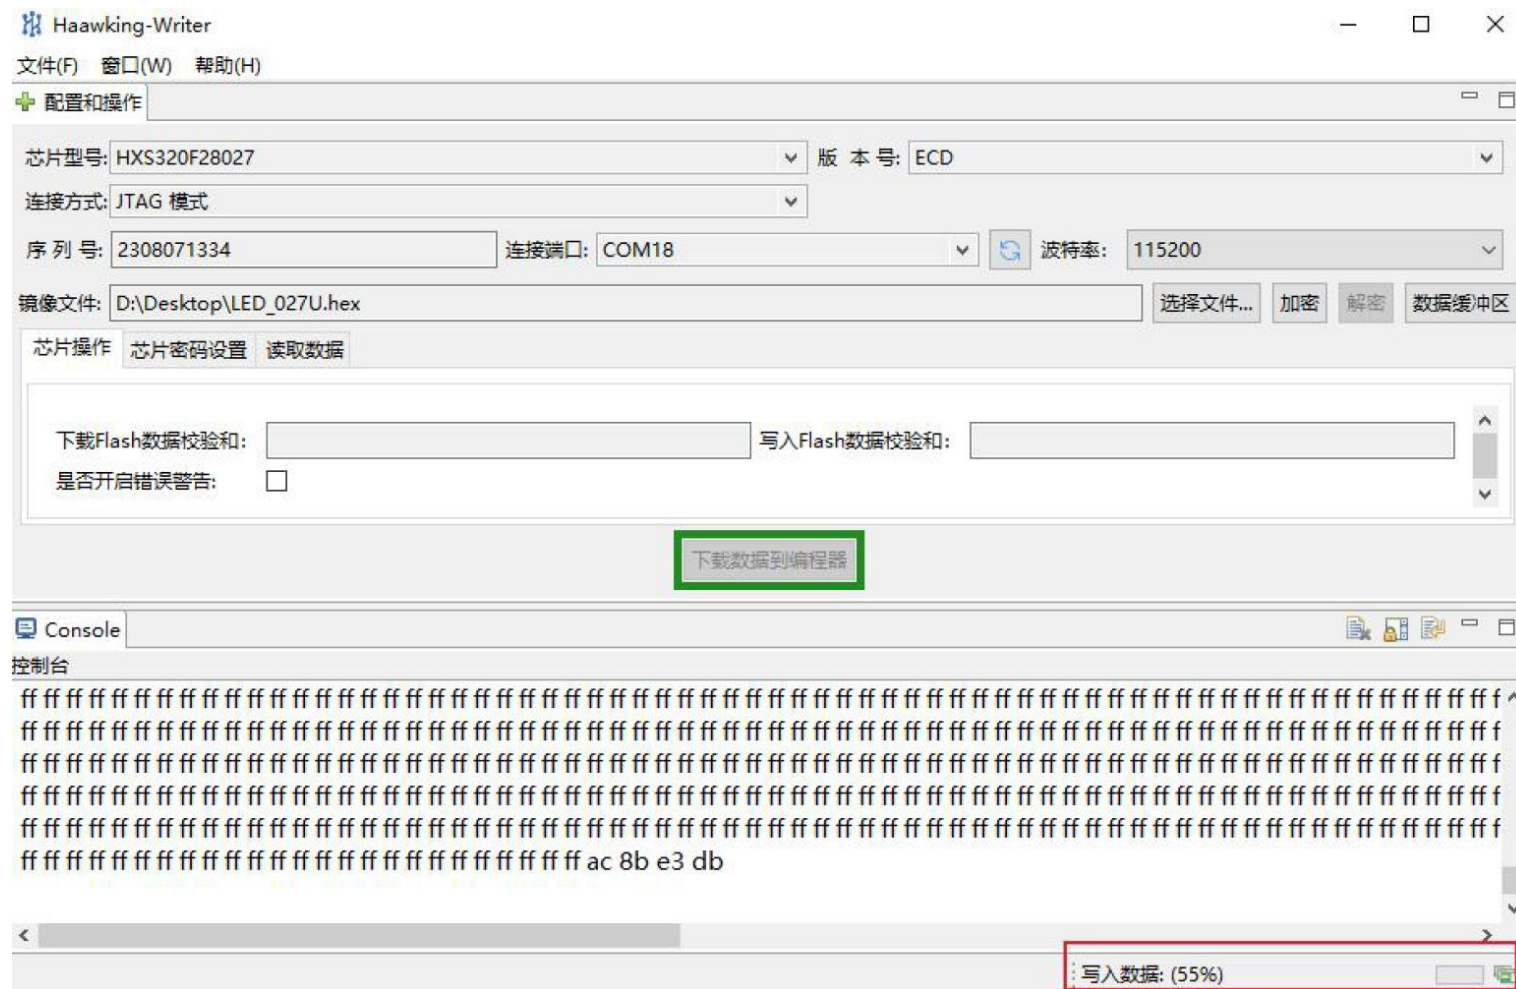 Haawking-Writer
文件(F) 窗口(W) 帮助(H)
配置和操作
芯片型号: HXS320F28027 版 本 号: ECD
连接方式: JTAG 模式
序 列 号: 2308071334 连接端口: COM18 波特率: 115200
镜像文件: D:\Desktop\LED_027U.hex 选择文件... 加密 解密 数据缓冲区
芯片操作 芯片密码设置 读取数据
下载Flash数据校验和: 写入Flash数据校验和:
是否开启错误警告:
下载数据到编程器
Console
控制台
ff ff ff ff ff ff ff ff ff ff ff ff ff ff ff ff ff ff ff ff ff ff ff ff ff ff ff ff ff ff ff ff ff ff ff ff ff ff ff ff ff ff ff ff ff ff ff ff ff ff ff ff ff ff ff ff ff ff ff ff ff ff ff ff ff f
ff ff ff ff ff ff ff ff ff ff ff ff ff ff ff ff ff ff ff ff ff ff ff ff ff ff ff ff ff ff ff ff ff ff ff ff ff ff ff ff ff ff ff ff ff ff ff ff ff ff ff ff ff ff ff ff ff ff ff ff ff ff ff ff ff f
ff ff ff ff ff ff ff ff ff ff ff ff ff ff ff ff ff ff ff ff ff ff ff ff ff ff ff ff ff ff ff ff ff ff ff ff ff ff ff ff ff ff ff ff ff ff ff ff ff ff ff ff ff ff ff ff ff ff ff ff ff ff ff ff ff f
ff ff ff ff ff ff ff ff ff ff ff ff ff ff ff ff ff ff ff ff ff ff ff ff ff ff ff ff ff ff ff ff ff ff ff ff ff ff ff ff ff ff ff ff ff ff ff ff ff ff ff ff ff ff ff ff ff ff ff ff ff ff ff ff ff f
ff ff ff ff ff ff ff ff ff ff ff ff ff ff ff ff ff ff ff ff ff ff ff ff ff ff ff ff ff ff ff ff ff ff ff ff ff ff ff ff ff ff ff ff ff ff ff ff ff ff ff ff ff ff ff ff ff ff ff ff ff ff ff ff ff f
ff ff ff ff ff ff ff ff ff ff ff ff ff ff ff ff ff ff ff ff ff ff ff ff ff ac 8b e3 db
写入数据: (55%)